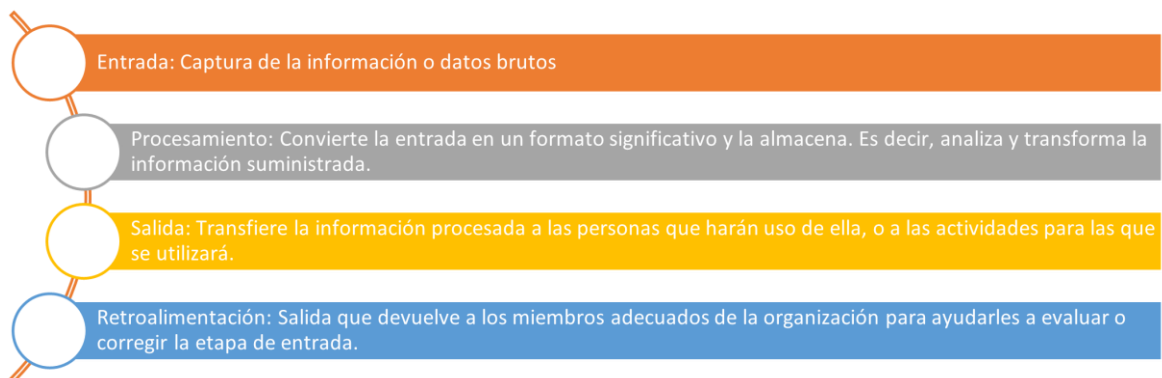 Entrada: Captura de la información o datos brutos
Procesamiento: Convierte la entrada en un formato significativo y la almacena. Es decir, analiza y transforma la
información suministrada.
Salida: Transfiere la información procesada a las personas que harán uso de ella, o a las actividades para las que
se utilizará.
Retroalimentación: Salida que devuelve a los miembros adecuados de la organización para ayudarles a evaluar o
corregir la etapa de entrada.